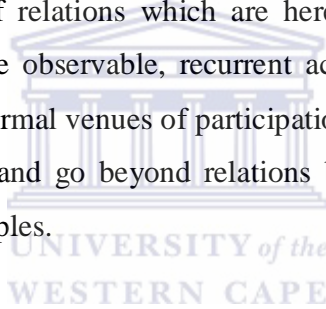 f relations which are here
e observable, recurrent ac
rmal venues of participatio
and go beyond relations
ples.
UNIVERSITY of the
WESTERN CAPE